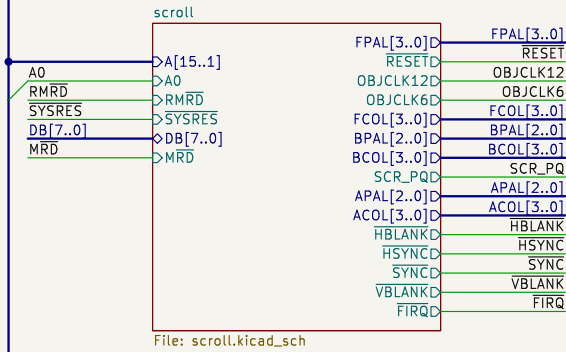 scroll
FPAL[3..0] FPAL[3..0]
A[15..1] RESET RESET
A0 A0 OBJCLK12 OBJCLK12
RMRD RMRD OBJCLK6 OBJCLK6
SYSRES SYSRES FCOL[3..0] FCOL[3..0]
DB[7..0] DB[7..0] BPAL[2..0] BPAL[2..0]
MRD MRD BCOL[3..0] BCOL[3..0]
SCR_PQ SCR_PQ
APAL[2..0] APAL[2..0]
ACOL[3..0] ACOL[3..0]
HBLANK HBLANK
HSYNC HSYNC
SYNC SYNC
VBLANK VBLANK
FIRQ FIRQ
File: scroll.kicad_sch